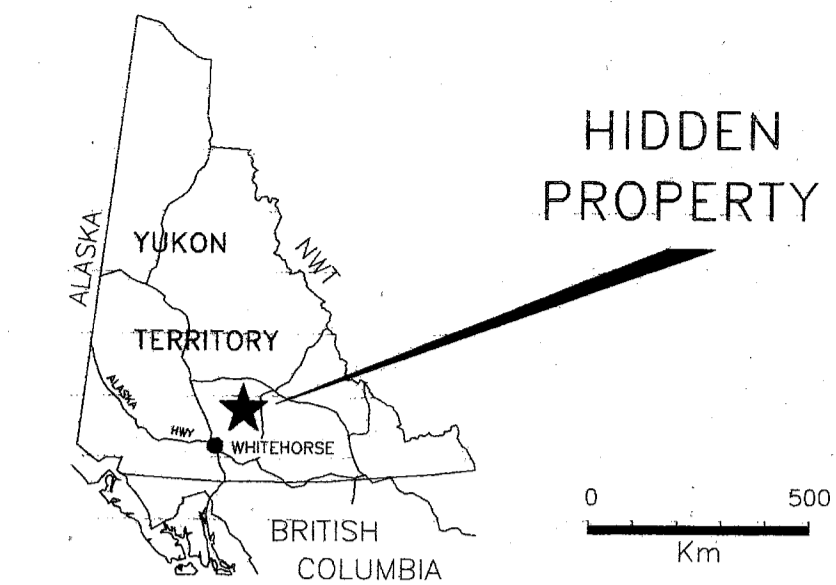 HIDDEN
PROPERTY
ALASKA
YUKON
NWT
TERRITORY
ALASKA
HWY
WHITEHORSE
BRITISH
COLUMBIA
0 500
Km